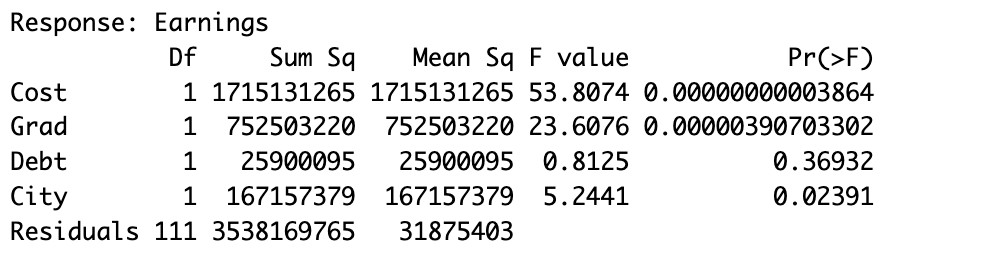 Response: Earnings
Df Sum Sq Mean Sq F value Pr(>F)
Cost 1 1715131265 1715131265 53.8074 0.00000000003864
Grad 1 752503220 752503220 23.6076 0.00000390703302
Debt 1 25900095 25900095 0.8125 0.36932
City 1 167157379 167157379 5.2441 0.02391
Residuals 111 3538169765 31875403